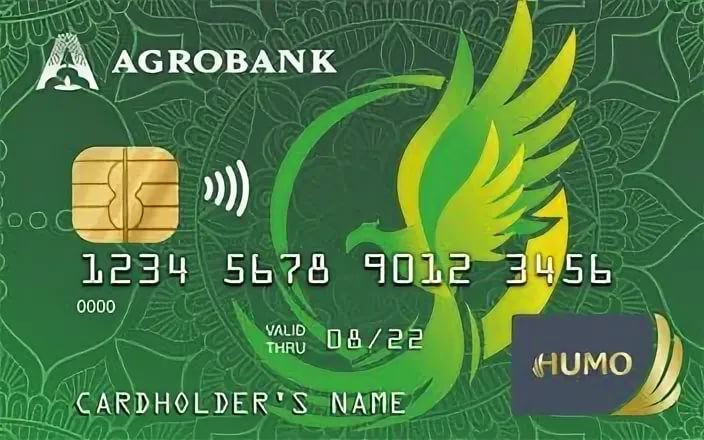 AGROBANK
1234 5678 9012 3456
0000
VALID
THRU 08/22
HUMO
CARDHOLDER'S NAME